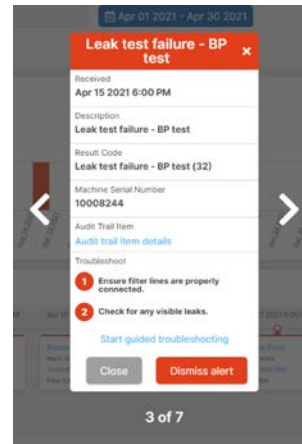 Apr 01 2021 - Apr 30 2021
Leak test failure - BP
test
×
Received
Apr 15 2021 6:00 PM
Description
Leak test failure - BP test
Result Code
Leak test failure - BP test (32)
Machine Serial Number
10008244
Audit Trail Item
Audit trail item details
Troubleshoot
1 Ensure filter lines are properly
connected.
2 Check for any visible leaks.
Start guided troubleshooting
Close
Dismiss alert
3 of 7